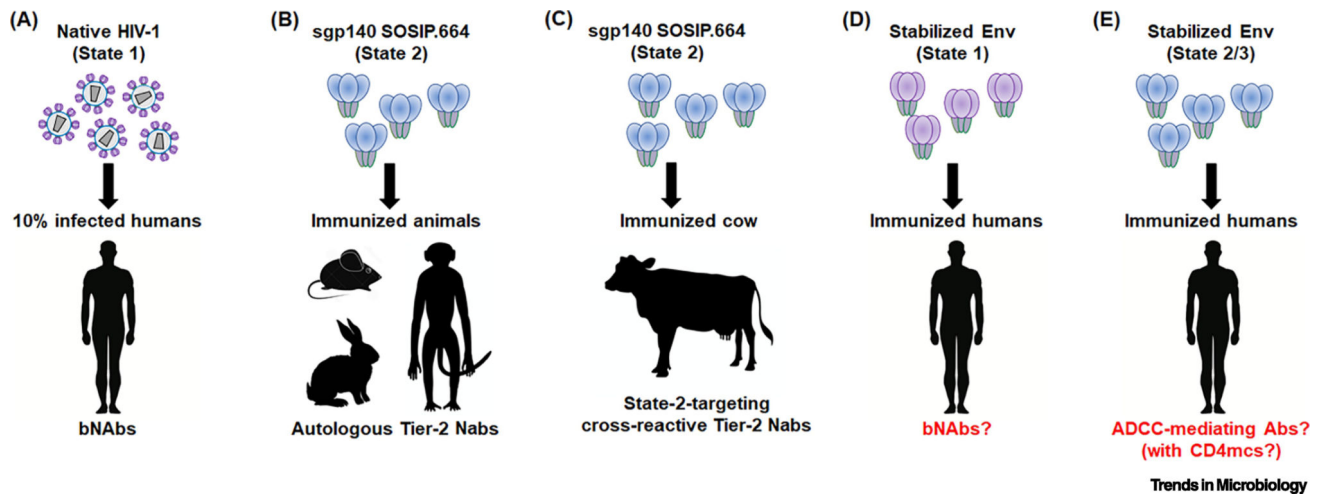 (A)
Native HIV-1
(State 1)
10% infected humans
bNAbs
(B)
sgp140 SOSIP.664
(State 2)
Immunized animals
Autologous Tier-2 Nabs
(C)
sgp140 SOSIP.664
(State 2)
Immunized cow
State-2-targeting
cross-reactive Tier-2 Nabs
(D)
Stabilized Env
(State 1)
Immunized humans
bNAbs?
(E)
Stabilized Env
(State 2/3)
Immunized humans
ADCC-mediating Abs?
(with CD4mcs?)
Trends in Microbiology